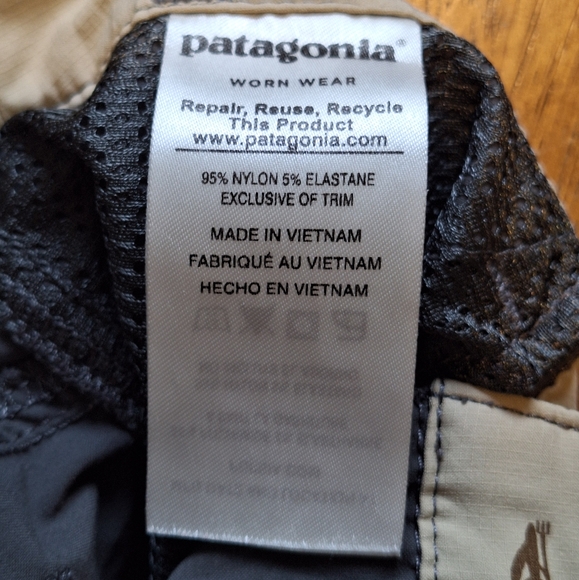 patagonia®
WORN WEAR
Repair, Reuse, Recycle
This Product
www.patagonia.com
95% NYLON 5% ELASTANE
EXCLUSIVE OF TRIM
MADE IN VIETNAM
FABRIQUÉ AU VIETNAM
HECHO EN VIETNAM